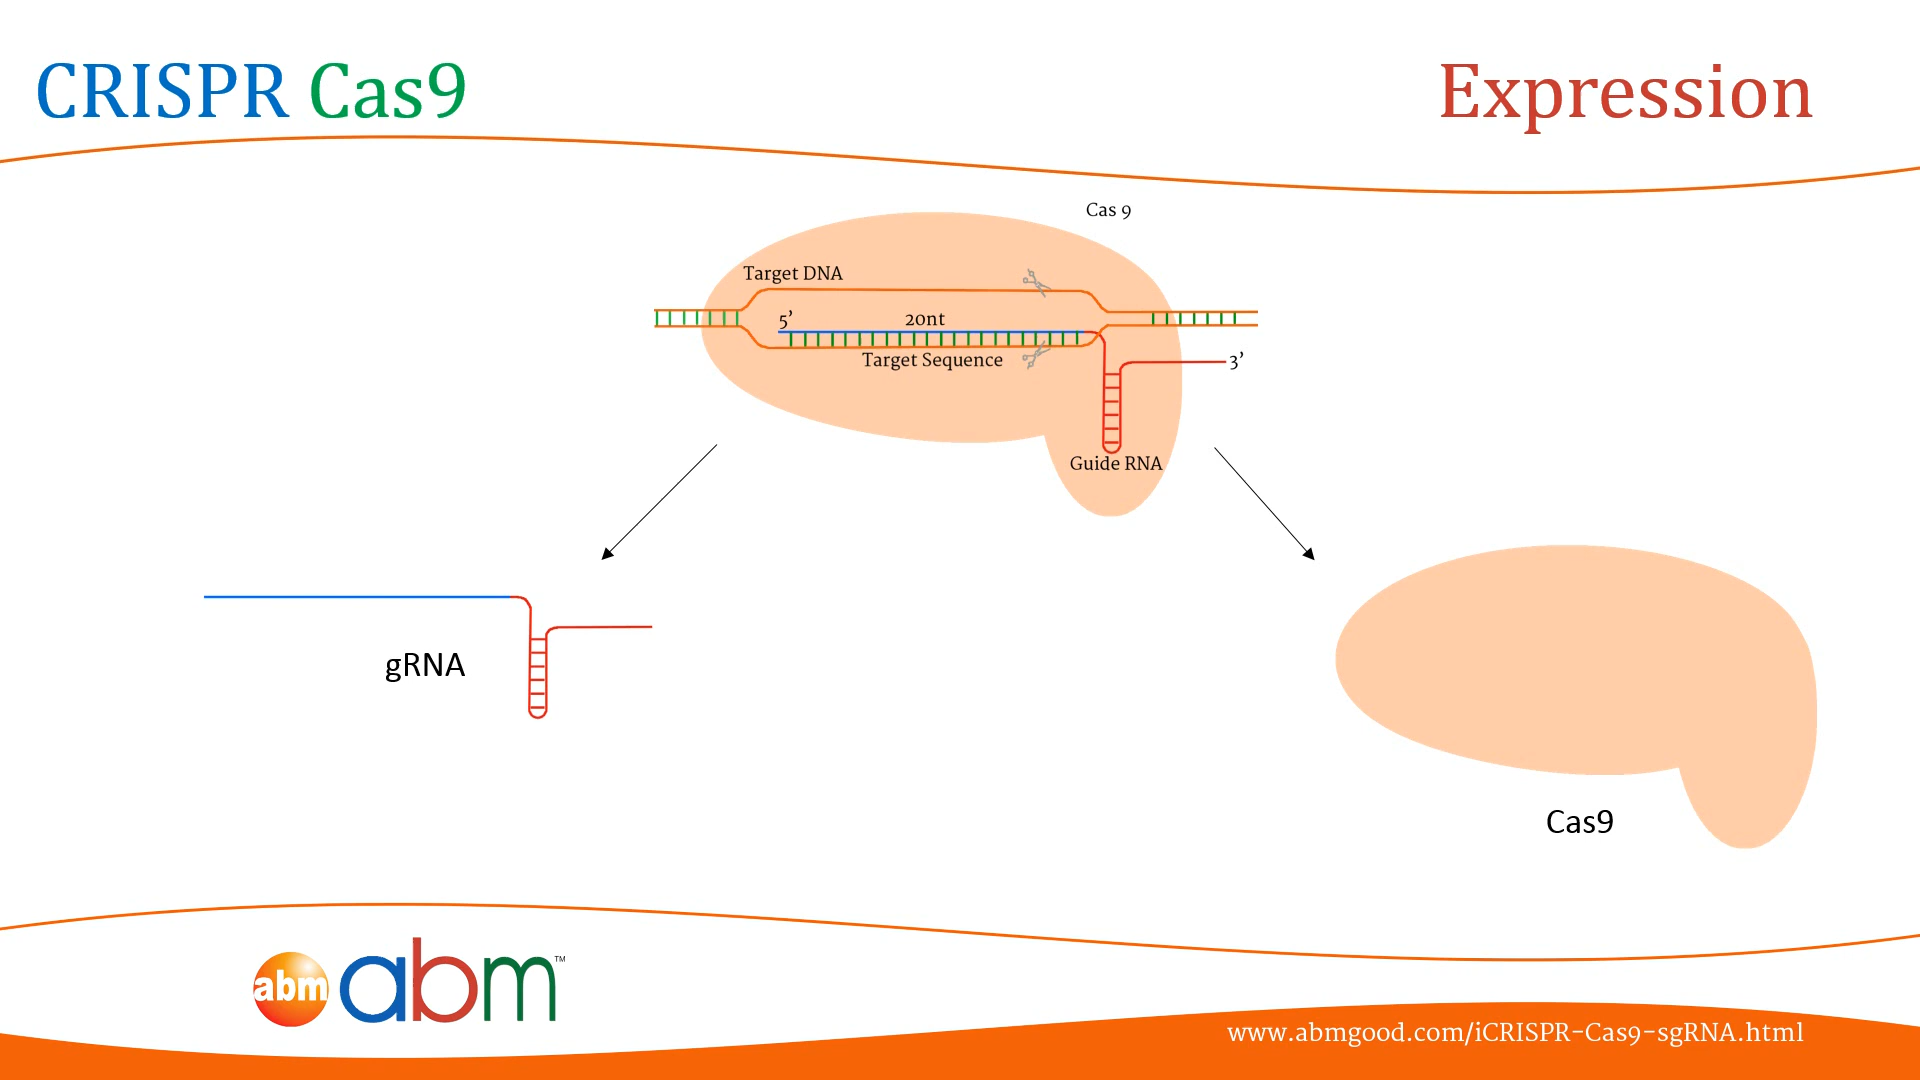 CRISPR Cas9
Expression
Cas 9
Target DNA
5’
20nt
Target Sequence
3’
Guide RNA
gRNA
Cas9
abm
abm™
www.abmgood.com/iCRISPR-Cas9-sgRNA.html